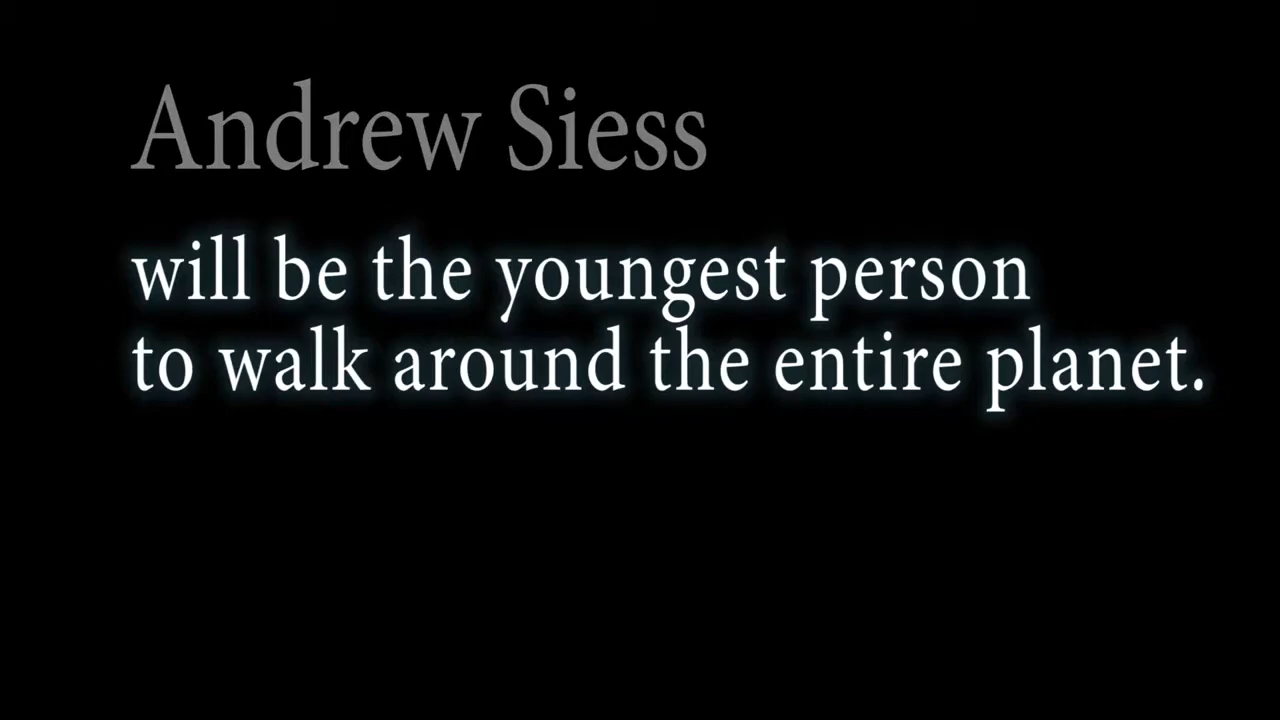 Andrew Siess
will be the youngest person
to walk around the entire planet.